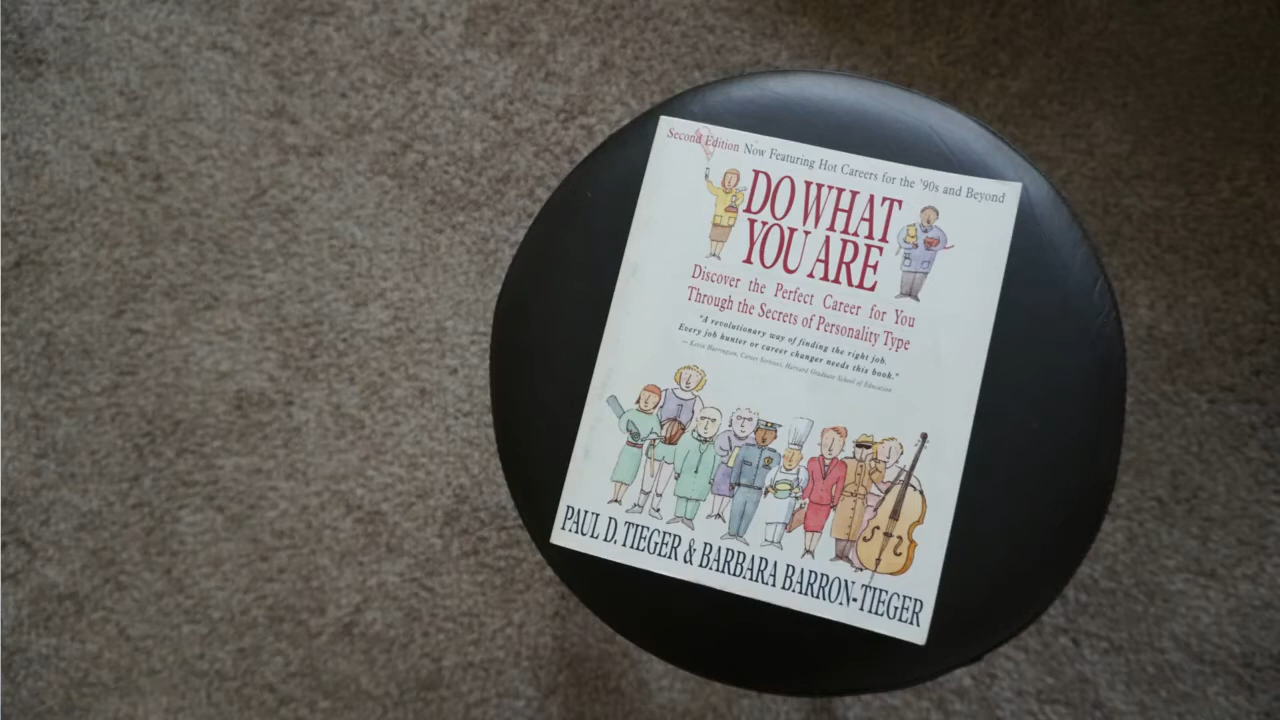 Second Edition Now Featuring Hot Careers for the '90s and Beyond
DO WHAT
YOU ARE
Discover the Perfect Career for You
Through the Secrets of Personality Type
"A revolutionary way of finding the right job.
Every job hunter or career changer needs this book."
— Kevin Harrington, Career Services, Harvard Graduate School of Education
PAUL D. TIEGER & BARBARA BARRON-TIEGER